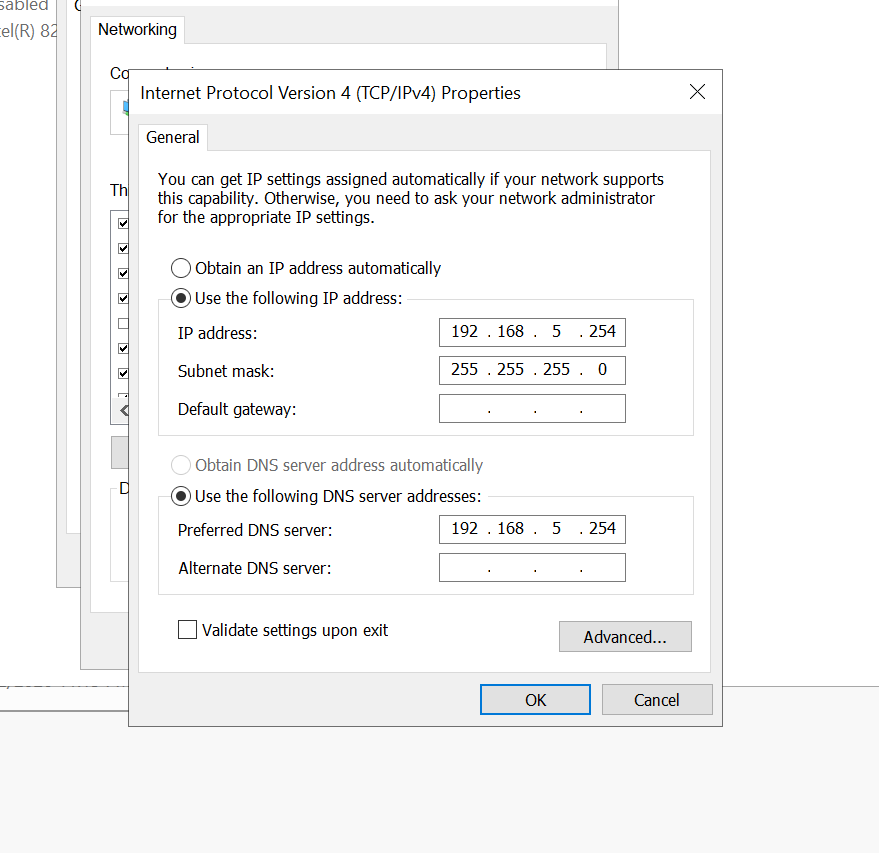 Networking
Internet Protocol Version 4 (TCP/IPv4) Properties
General
You can get IP settings assigned automatically if your network supports
this capability. Otherwise, you need to ask your network administrator
for the appropriate IP settings.
Obtain an IP address automatically
Use the following IP address:
IP address: 192 . 168 . 5 . 254
Subnet mask: 255 . 255 . 255 . 0
Default gateway: . . .
Obtain DNS server address automatically
Use the following DNS server addresses:
Preferred DNS server: 192 . 168 . 5 . 254
Alternate DNS server: . . .
Validate settings upon exit
Advanced...
OK Cancel